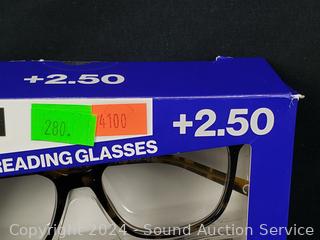 +2.50
280.
4100
+2.50
READING GLASSES
Copyright 2024 - Sound Auction Service